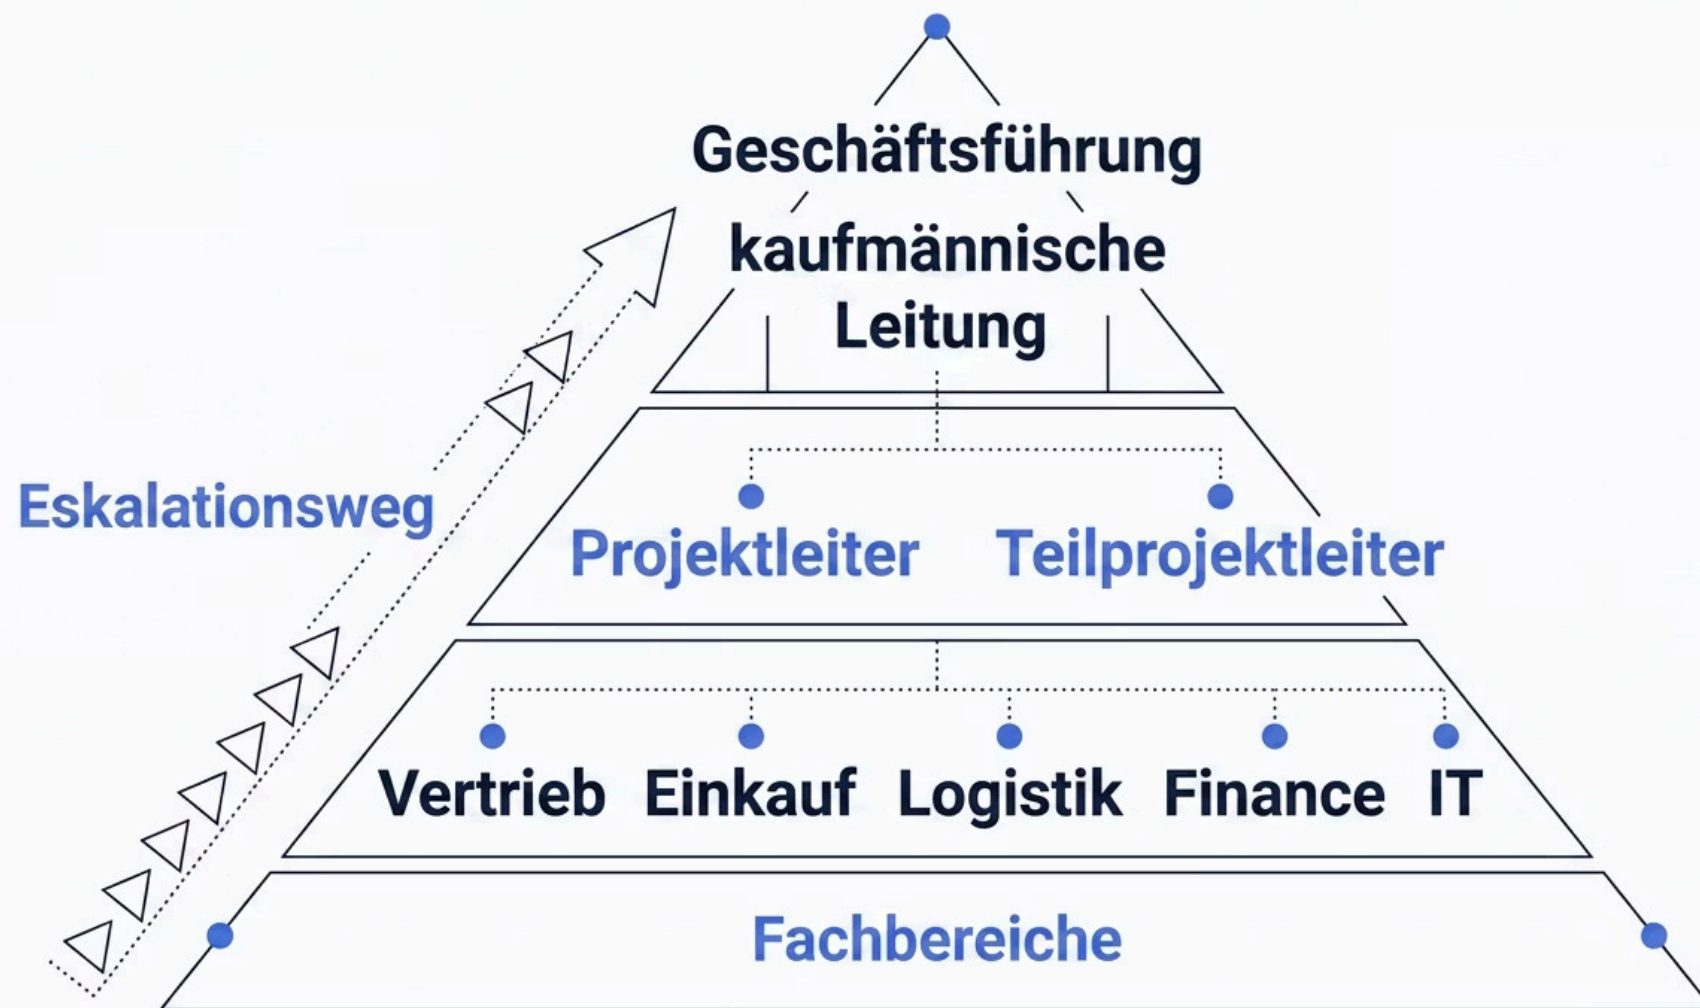 Geschäftsführung
kaufmännische
Leitung
Eskalationsweg
Projektleiter Teilprojektleiter
Vertrieb Einkauf Logistik Finance IT
Fachbereiche